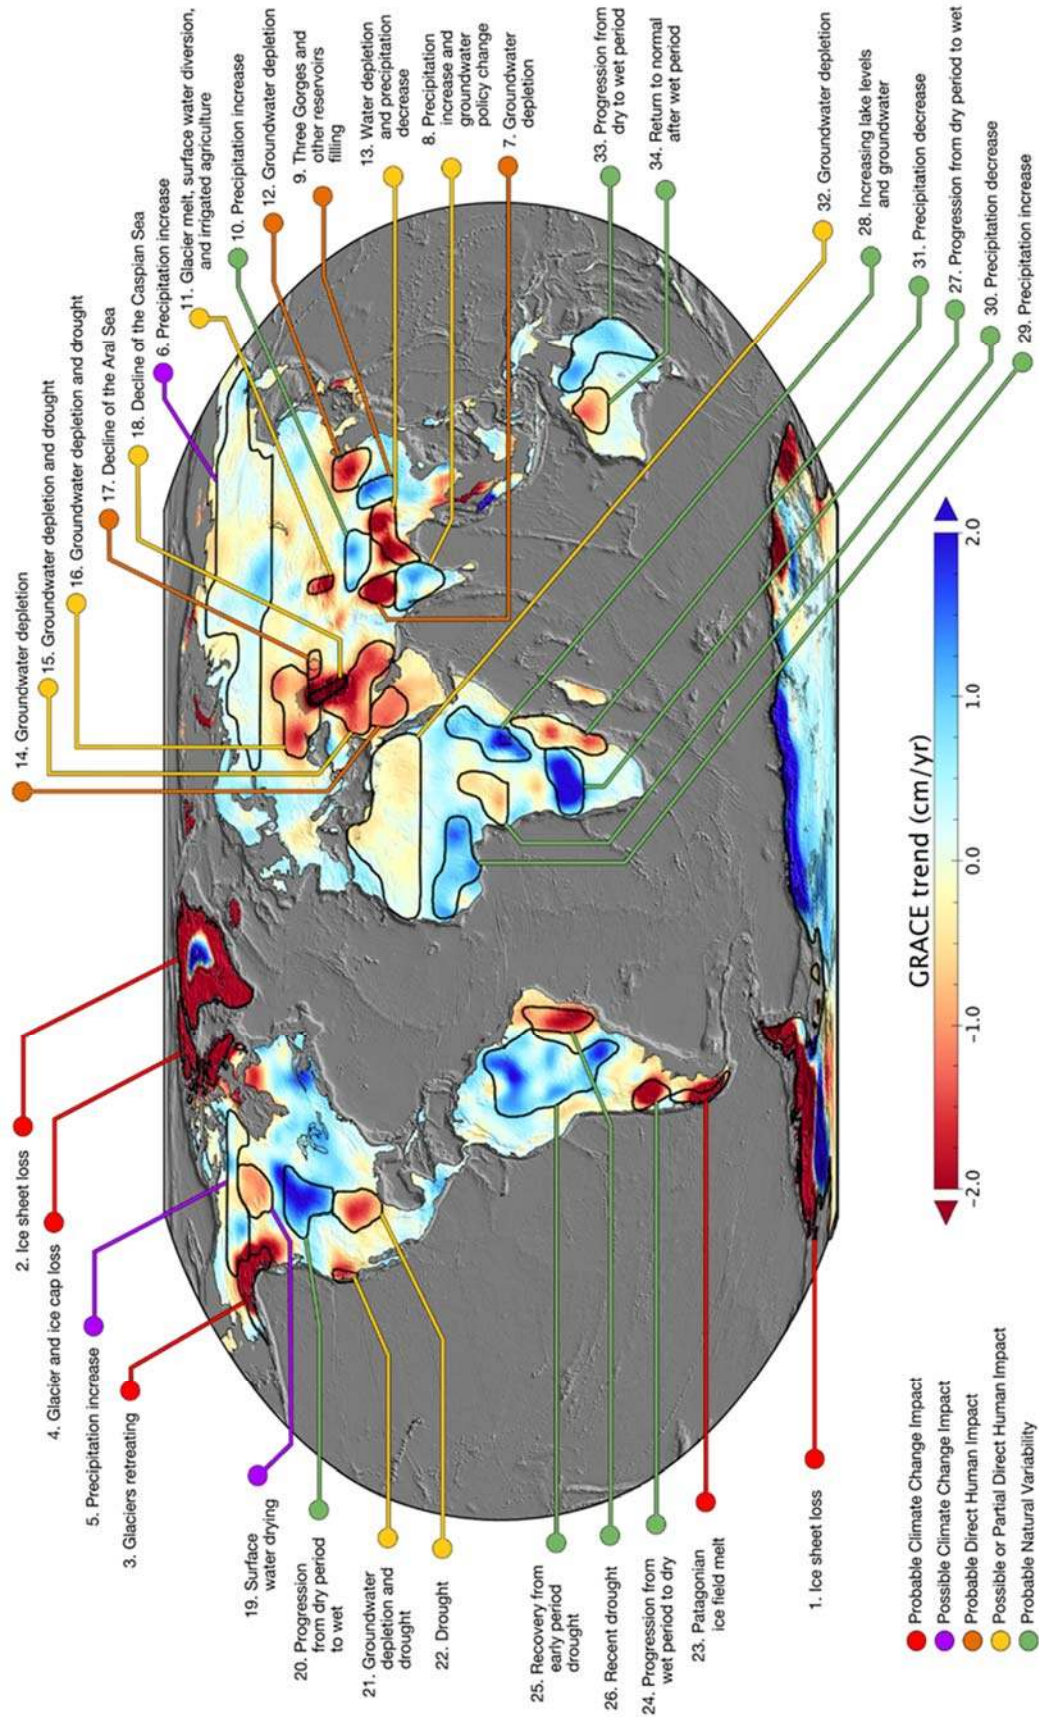 14. Groundwater depletion
15. Groundwater depletion and drought
16. Groundwater depletion and drought
17. Decline of the Aral Sea
18. Decline of the Caspian Sea
6. Precipitation increase
11. Glacier melt, surface water diversion,
and irrigated agriculture
10. Precipitation increase
12. Groundwater depletion
9. Three Gorges and
other reservoirs
filling
13. Water depletion
and precipitation
decrease
8. Precipitation
increase and
groundwater
policy change
7. Groundwater
depletion
33. Progression from
dry to wet period
34. Return to normal
after wet period
32. Groundwater depletion
28. Increasing lake levels
and groundwater
31. Precipitation decrease
27. Progression from dry period to wet
30. Precipitation decrease
29. Precipitation increase
2. Ice sheet loss
4. Glacier and ice cap loss
5. Precipitation increase
3. Glaciers retreating
19. Surface
water drying
20. Progression
from dry period
to wet
21. Groundwater
depletion and
drought
22. Drought
25. Recovery from
early period
drought
26. Recent drought
24. Progression from
wet period to dry
23. Patagonian
ice field melt
1. Ice sheet loss
GRACE trend (cm/yr)
-2.0 -1.0 0.0 1.0 2.0
Probable Climate Change Impact
Possible Climate Change Impact
Probable Direct Human Impact
Possible or Partial Direct Human Impact
Probable Natural Variability